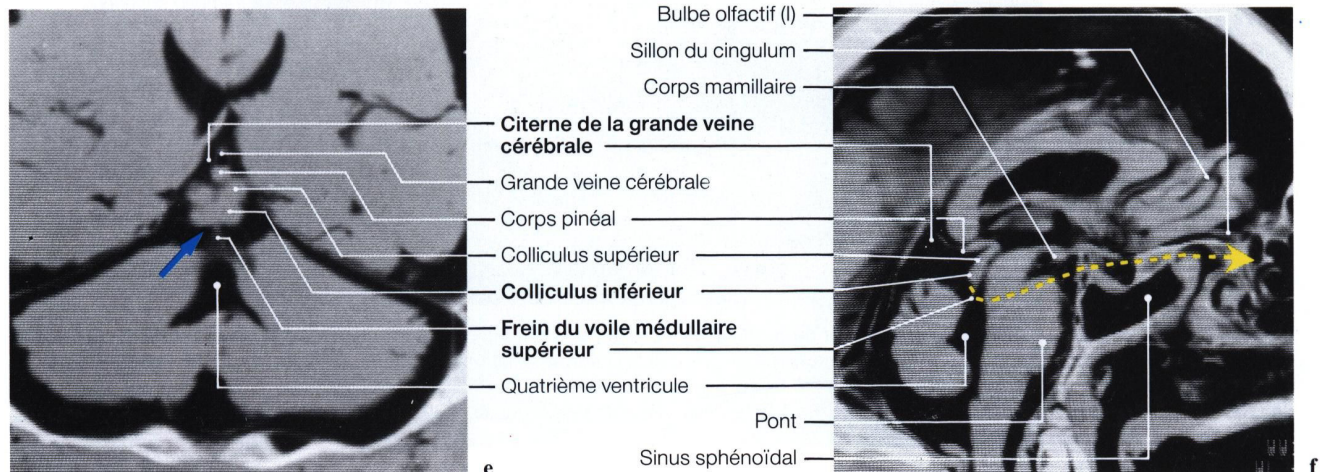 Bulbe olfactif (I)
Sillon du cingulum
Corps mamillaire
Citerne de la grande veine
cérébrale
Grande veine cérébrale
Corps pinéal
Colliculus supérieur
Colliculus inférieur
Frein du voile médullaire
supérieur
Quatrième ventricule
Pont
Sinus sphénoïdal
e
f